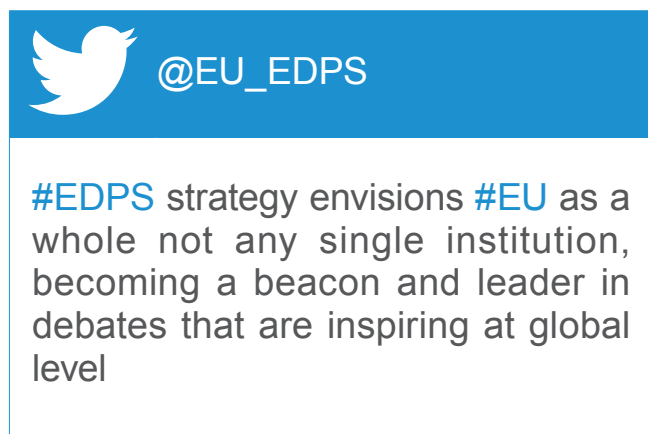 @EU_EDPS
#EDPS strategy envisions #EU as a
whole not any single institution,
becoming a beacon and leader in
debates that are inspiring at global
level